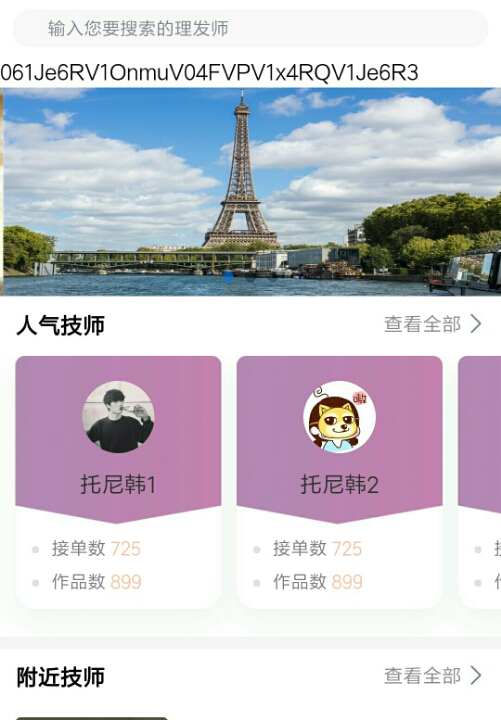 输入您要搜索的理发师
061Je6RV1OnmuV04FVPV1x4RQV1Je6R3
人气技师
查看全部
托尼韩1
嗷
托尼韩2
接单数 725
接单数 725
作品数 899
作品数 899
附近技师
查看全部